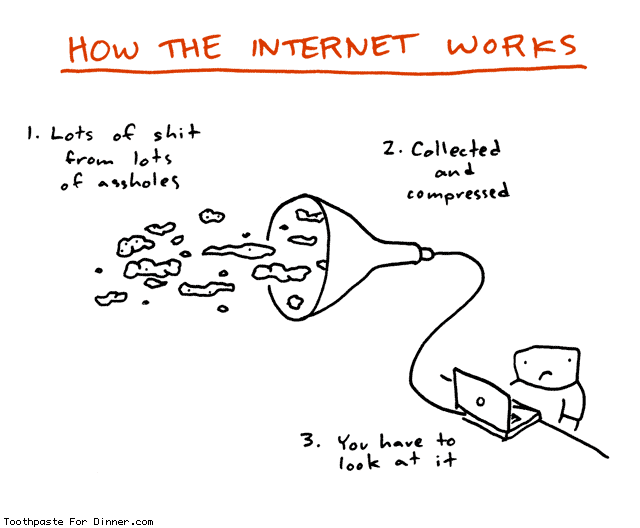 HOW THE INTERNET WORKS
1. Lots of shit
from lots
of assholes
2. Collected
and
compressed
3. You have to
look at it
Toothpaste For Dinner.com